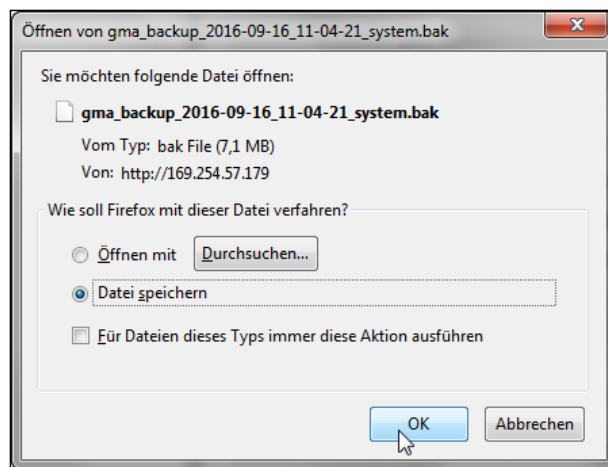 Öffnen von gma_backup_2016-09-16_11-04-21_system.bak
Sie möchten folgende Datei öffnen:
gma_backup_2016-09-16_11-04-21_system.bak
Vom Typ: bak File (7,1 MB)
Von: http://169.254.57.179
Wie soll Firefox mit dieser Datei verfahren?
Öffnen mit Durchsuchen...
Datei speichern
Für Dateien dieses Typs immer diese Aktion ausführen
OK Abbrechen